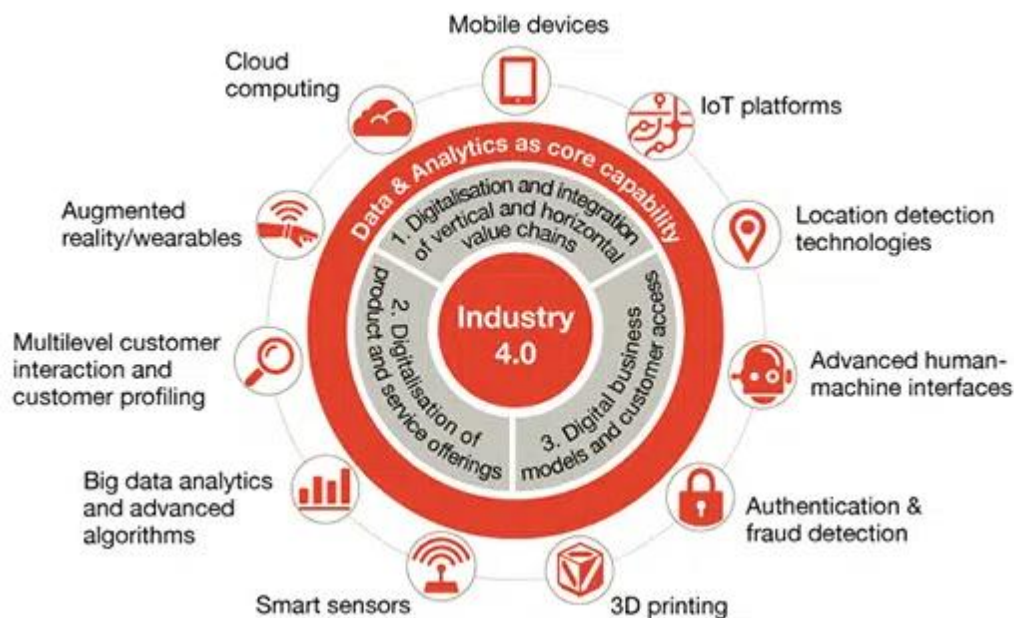 Mobile devices
Cloud
computing
IoT platforms
Data & Analytics as core capability
1. Digitalisation and integration
of vertical and horizontal
value chains
Augmented
reality/wearables
Location detection
technologies
Industry
4.0
2. Digitalisation of
product and service offerings
3. Digital business
models and customer access
Multilevel customer
interaction and
customer profiling
Advanced human-
machine interfaces
Big data analytics
and advanced
algorithms
Authentication &
fraud detection
Smart sensors
3D printing